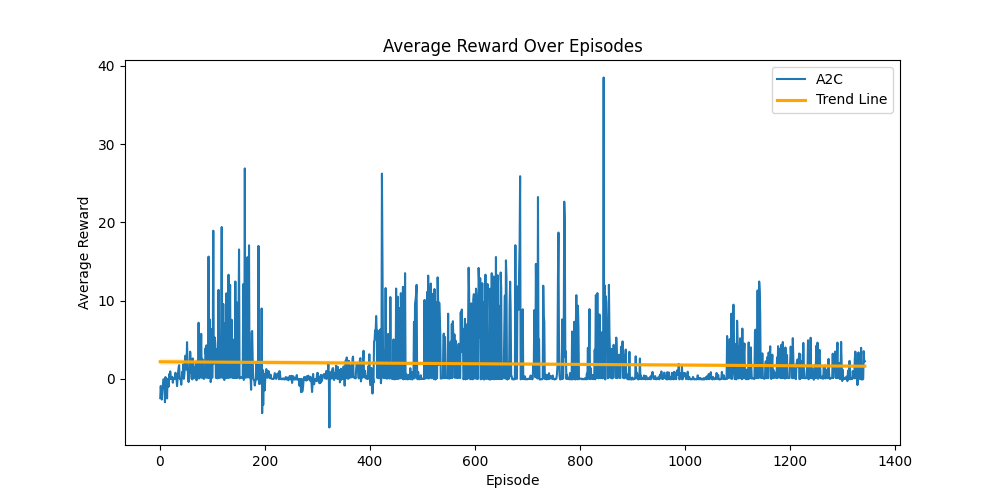 Average Reward Over Episodes
A2C
Trend Line
40
30
20
10
0
Average Reward
0 200 400 600 800 1000 1200 1400
Episode